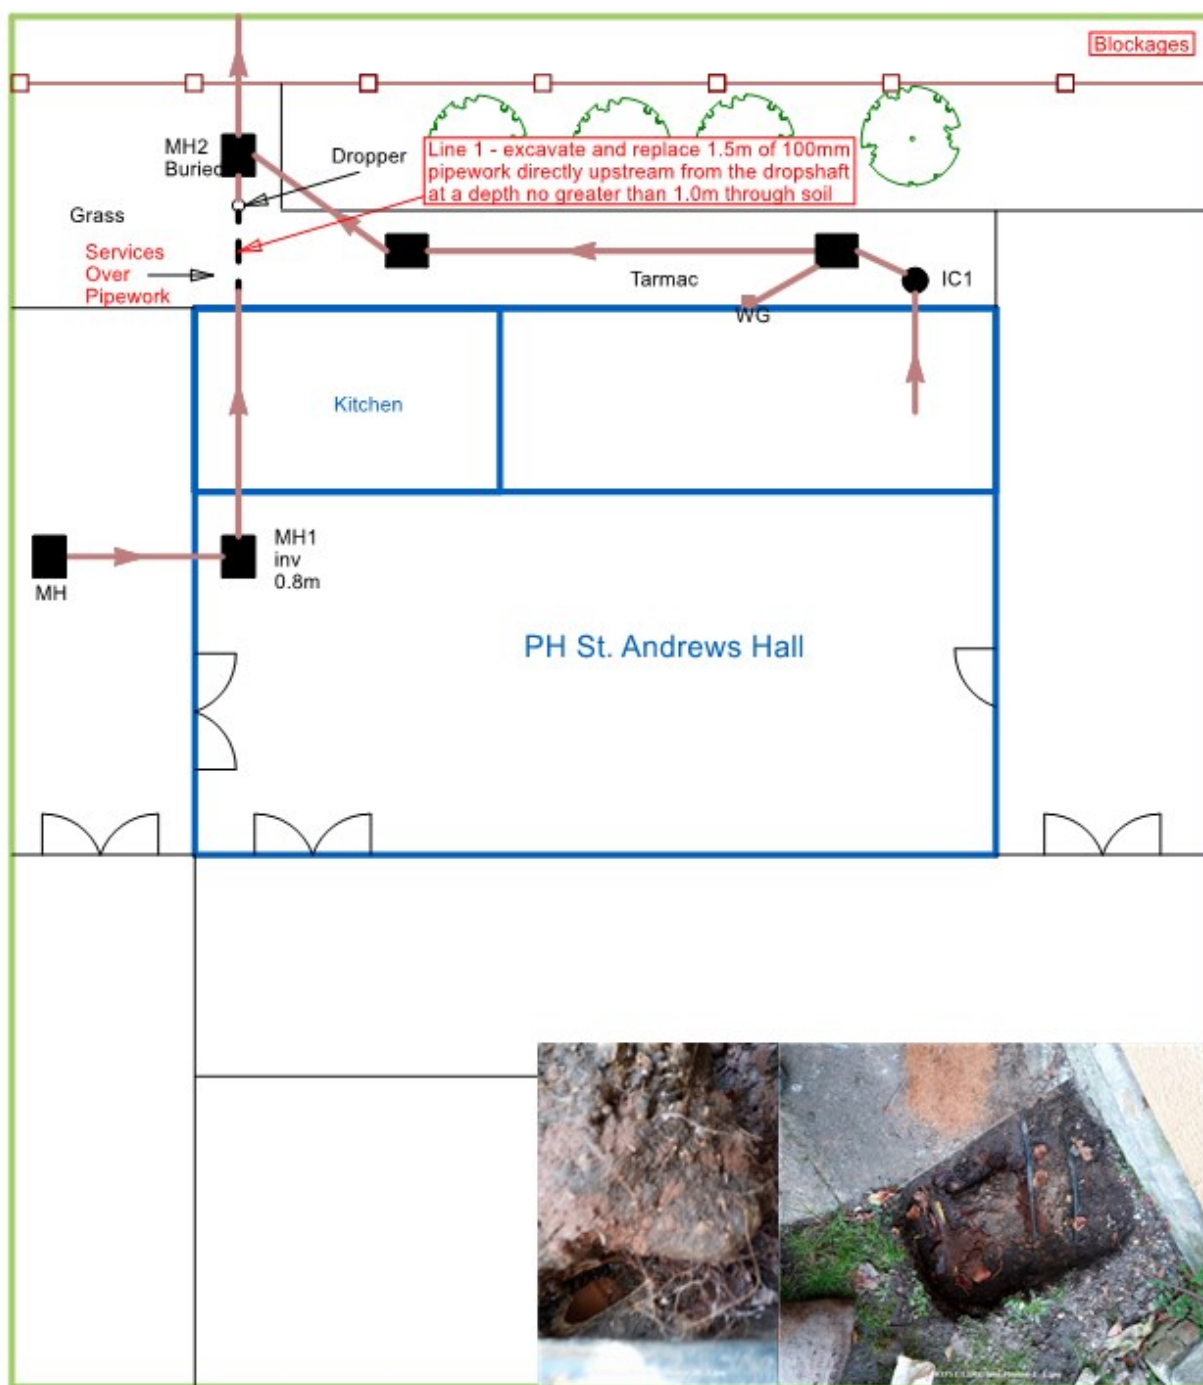 Blockages
MH2
Buried
Dropper
Line 1 - excavate and replace 1.5m of 100mm
pipework directly upstream from the dropshaft
at a depth no greater than 1.0m through soil
Grass
Services
Over
Pipework
Tarmac
IC1
WG
Kitchen
MH1
inv
0.8m
MH
PH St. Andrews Hall